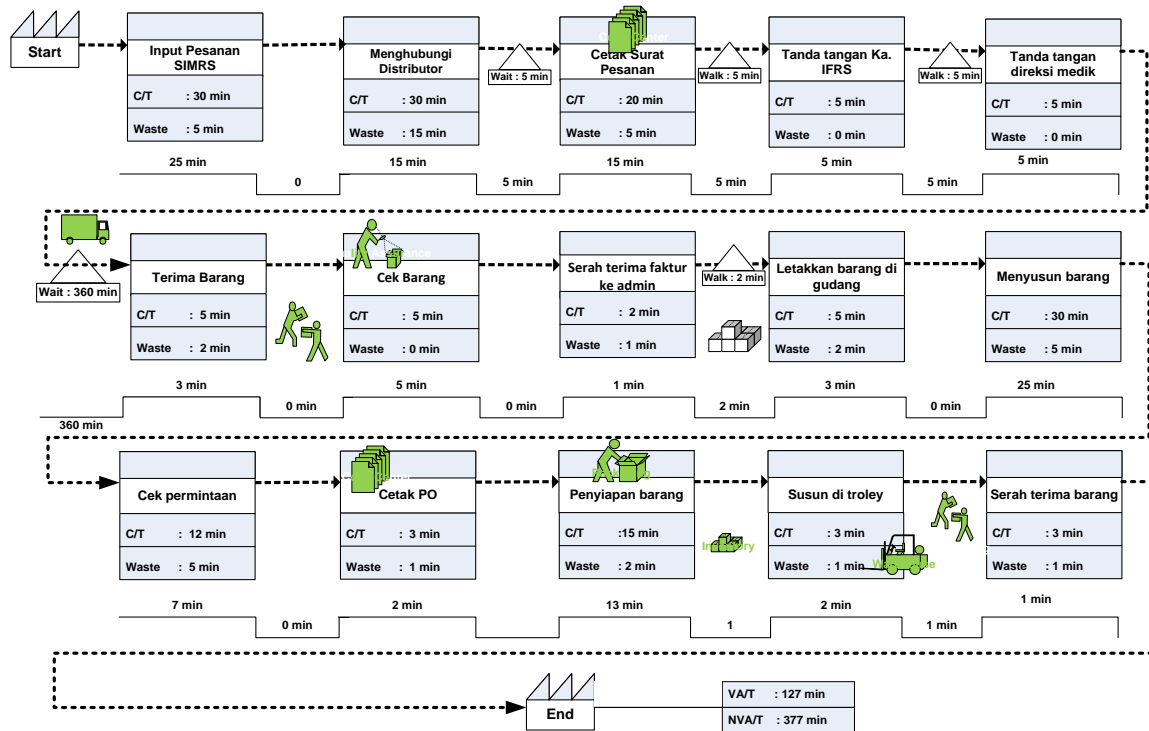 Start
Input Pesanan
SIMRS
C/T : 30 min
Waste : 5 min
Menghubungi
Distributor
C/T : 30 min
Waste : 15 min
Wait : 5 min
Cetak Surat
Pesanan
C/T : 20 min
Waste : 5 min
Walk : 5 min
Tanda tangan Ka.
IFRS
C/T : 5 min
Waste : 0 min
Walk : 5 min
Tanda tangan
direksi medik
C/T : 5 min
Waste : 0 min
25 min
0
15 min
5 min
15 min
5 min
5 min
5 min
5 min
Wait : 360 min
Terima Barang
C/T : 5 min
Waste : 2 min
Cek Barang
C/T : 5 min
Waste : 0 min
Serah terima faktur
ke admin
C/T : 2 min
Waste : 1 min
Walk : 2 min
Letakkan barang di
gudang
C/T : 5 min
Waste : 2 min
Menyusun barang
C/T : 30 min
Waste : 5 min
360 min
3 min
0 min
5 min
0 min
1 min
2 min
3 min
0 min
25 min
Cek permintaan
C/T : 12 min
Waste : 5 min
Cetak PO
C/T : 3 min
Waste : 1 min
Penyiapan barang
C/T :15 min
Waste : 2 min
Susun di troley
C/T : 3 min
Waste : 1 min
Serah terima barang
C/T : 3 min
Waste : 1 min
7 min
0 min
2 min
13 min
1
2 min
1 min
1 min
End
VA/T : 127 min
NVA/T : 377 min